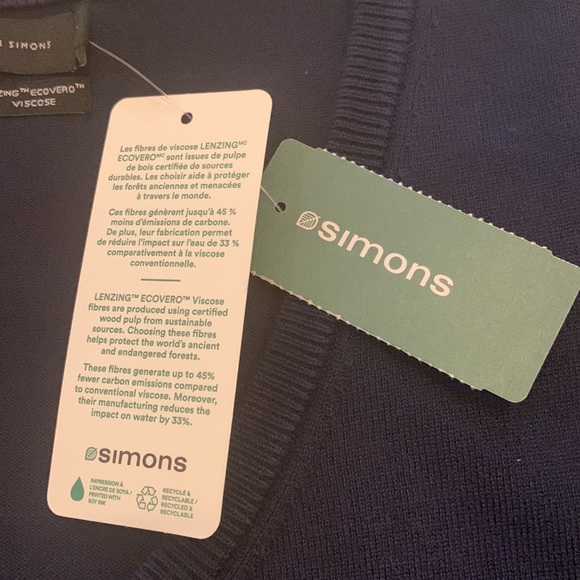 R SIMONS
ZING™ ECOVERO™
VISCOSE
Les fibres de viscose LENZINGᴹᶜ
ECOVEROᴹᶜ sont issues de pulpe
de bois certifiée de sources
durables. Les choisir aide à protéger
les forêts anciennes et menacées
à travers le monde.
Ces fibres génèrent jusqu'à 45 %
moins d'émissions de carbone.
De plus, leur fabrication permet
de réduire l'impact sur l'eau de 33 %
comparativement à la viscose
conventionnelle.
LENZING™ ECOVERO™ Viscose
fibres are produced using certified
wood pulp from sustainable
sources. Choosing these fibres
helps protect the world's ancient
and endangered forests.
These fibres generate up to 45%
fewer carbon emissions compared
to conventional viscose. Moreover,
their manufacturing reduces the
impact on water by 33%.
simons
IMPRESSION À
L'ENCRE DE SOYA /
PRINTED WITH
SOY INK
RECYCLÉ &
RECYCLABLE /
RECYCLED &
RECYCLABLE
simons